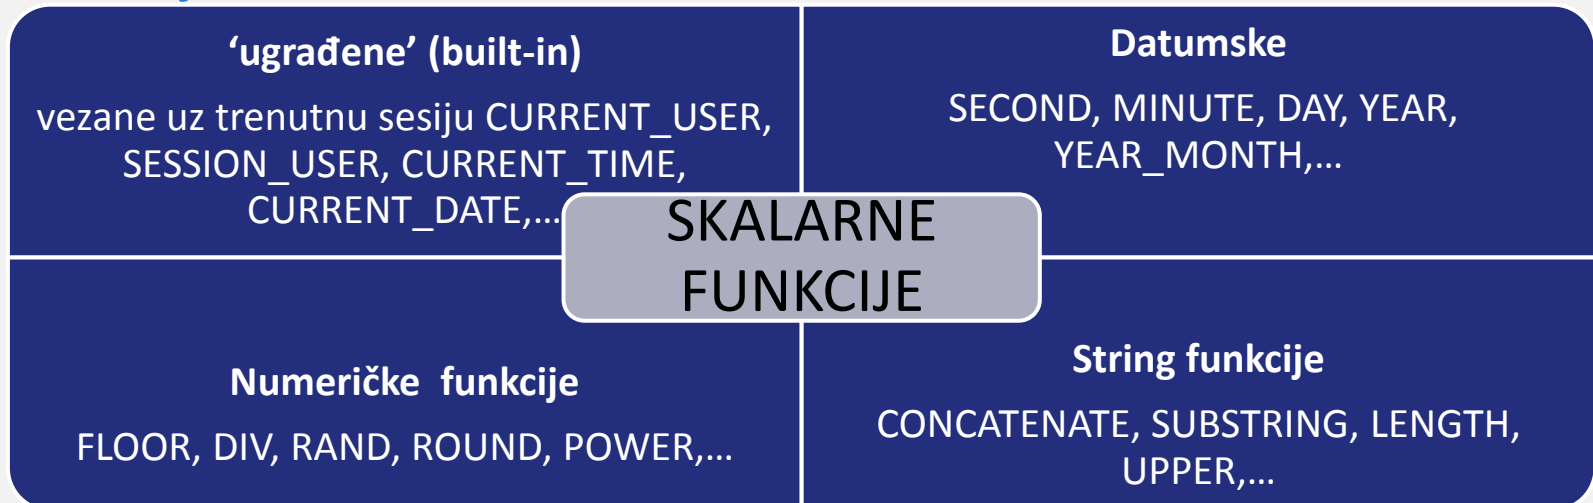 ‘ugrađene’ (built-in)
vezane uz trenutnu sesiju CURRENT_USER,
SESSION_USER, CURRENT_TIME,
CURRENT_DATE,…
Datumske
SECOND, MINUTE, DAY, YEAR,
YEAR_MONTH,…
SKALARNE
FUNKCIJE
Numeričke  funkcije
FLOOR, DIV, RAND, ROUND, POWER,…
String funkcije
CONCATENATE, SUBSTRING, LENGTH,
UPPER,…